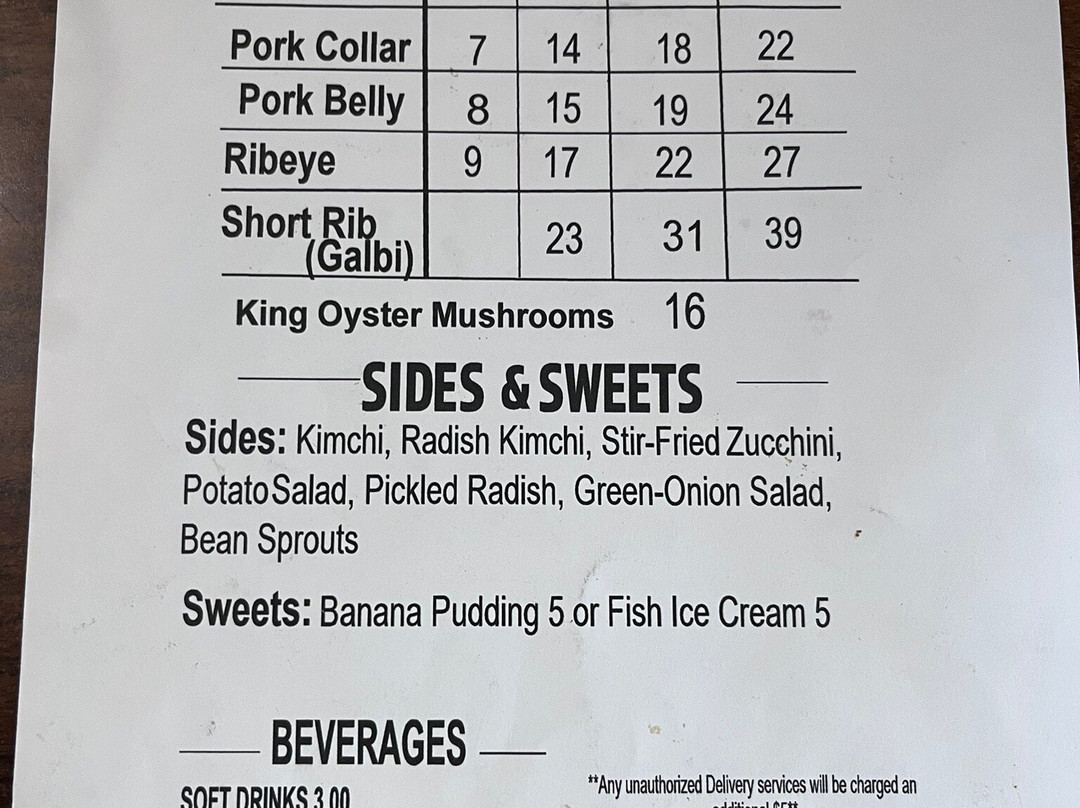 Pork Collar 7 14 18 22
Pork Belly 8 15 19 24
Ribeye 9 17 22 27
Short Rib
(Galbi) 23 31 39
King Oyster Mushrooms 16
SIDES & SWEETS
Sides: Kimchi, Radish Kimchi, Stir-Fried Zucchini,
Potato Salad, Pickled Radish, Green-Onion Salad,
Bean Sprouts
Sweets: Banana Pudding 5 or Fish Ice Cream 5
BEVERAGES
SOFT DRINKS 3.00
**Any unauthorized Delivery services will be charged an
additional $5**